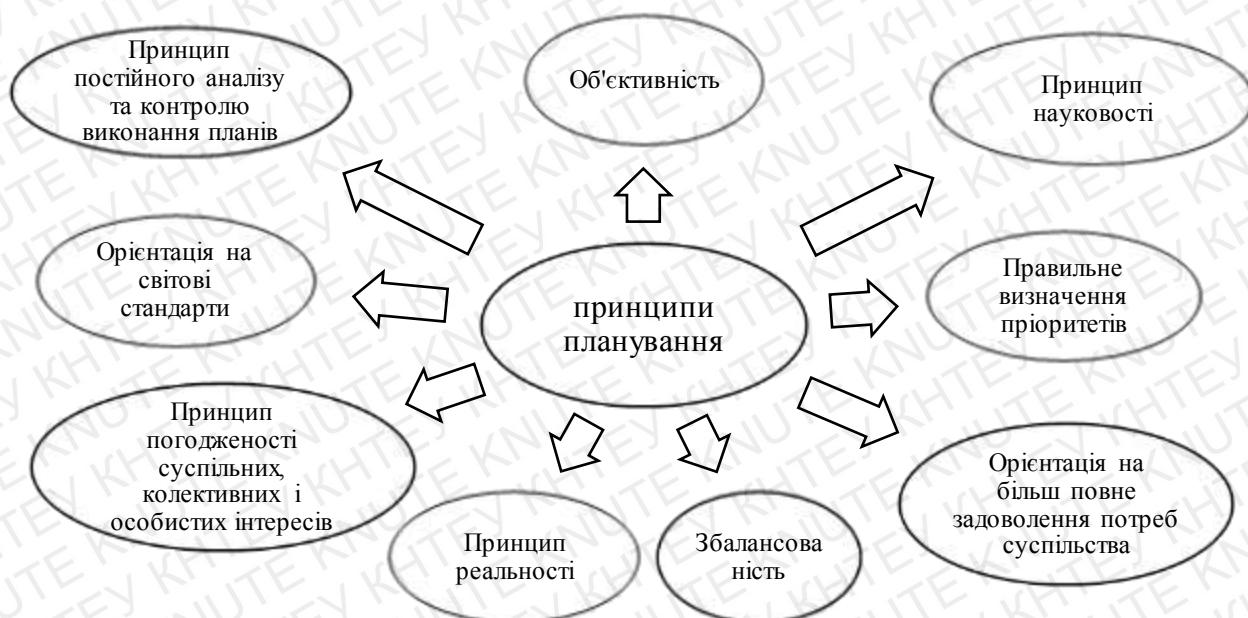 Принцип
постійного аналізу
та контролю
виконання планів
Об'єктивність
Принцип
науковості
Орієнтація на
світові
стандарти
принципи
планування
Правильне
визначення
пріоритетів
Принцип
погодженості
суспільних,
колективних і
особистих інтересів
Принцип
реальності
Збалансова
ність
Орієнтація на
більш повне
задоволення потреб
суспільства